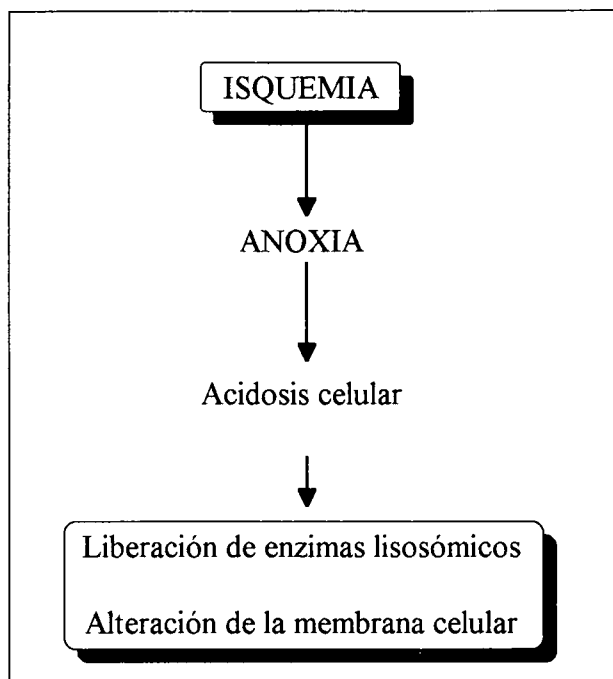 ISQUEMIA
ANOXIA
Acidosis celular
Liberación de enzimas lisosómicos
Alteración de la membrana celular